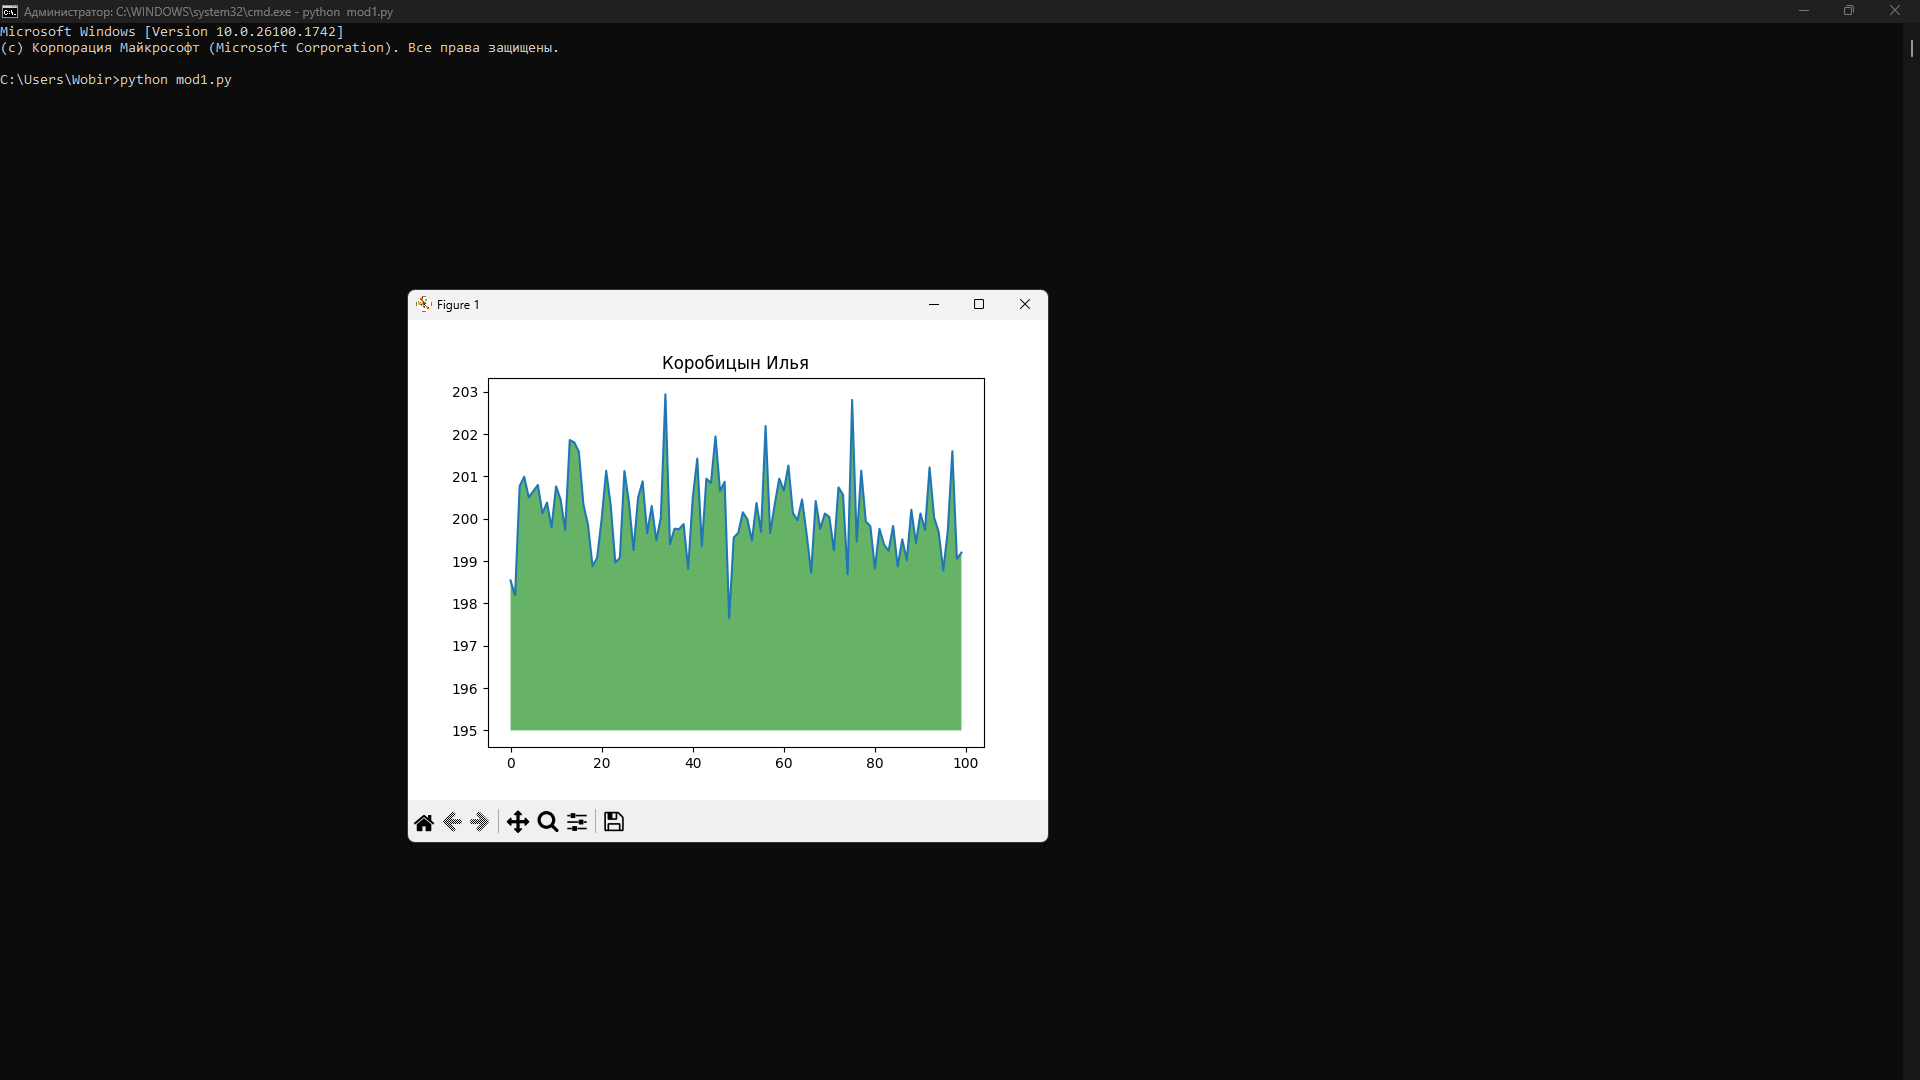 Администратор: C:\WINDOWS\system32\cmd.exe - python  mod1.py
Microsoft Windows [Version 10.0.26100.1742]
(c) Корпорация Майкрософт (Microsoft Corporation). Все права защищены.
C:\Users\Wobir>python mod1.py
Figure 1
Коробицын Илья
203
202
201
200
199
198
197
196
195
0 20 40 60 80 100